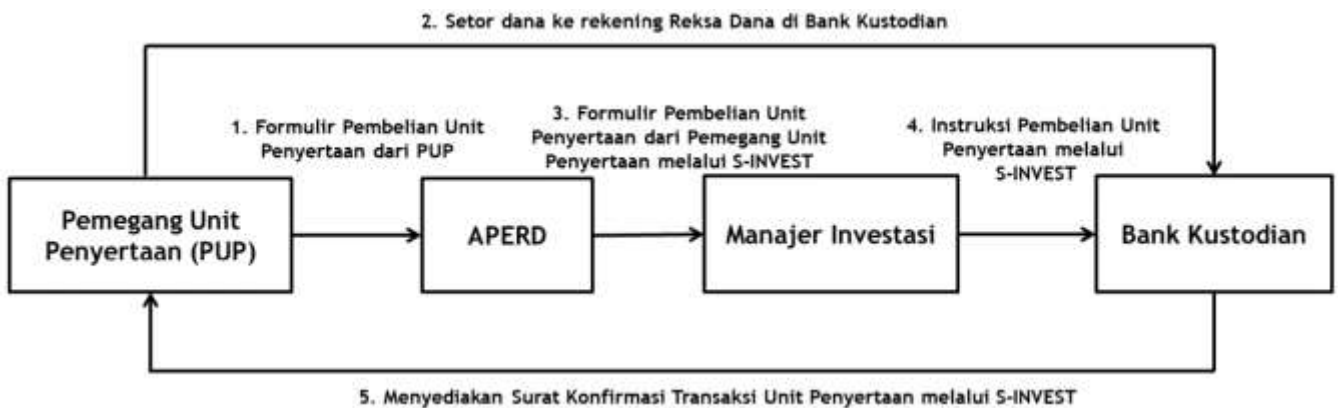 2. Setor dana ke rekening Reksa Dana di Bank Kustodian
1. Formulir Pembelian Unit
Penyertaan dari PUP
3. Formulir Pembelian Unit
Penyertaan dari Pemegang Unit
Penyertaan melalui S-INVEST
4. Instruksi Pembelian Unit
Penyertaan melalui
S-INVEST
Pemegang Unit
Penyertaan (PUP)
APERD
Manajer Investasi
Bank Kustodian
5. Menyediakan Surat Konfirmasi Transaksi Unit Penyertaan melalui S-INVEST